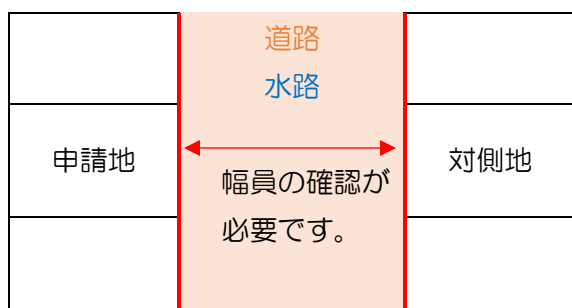 道路
水路
申請地
対側地
幅員の確認が
必要です。